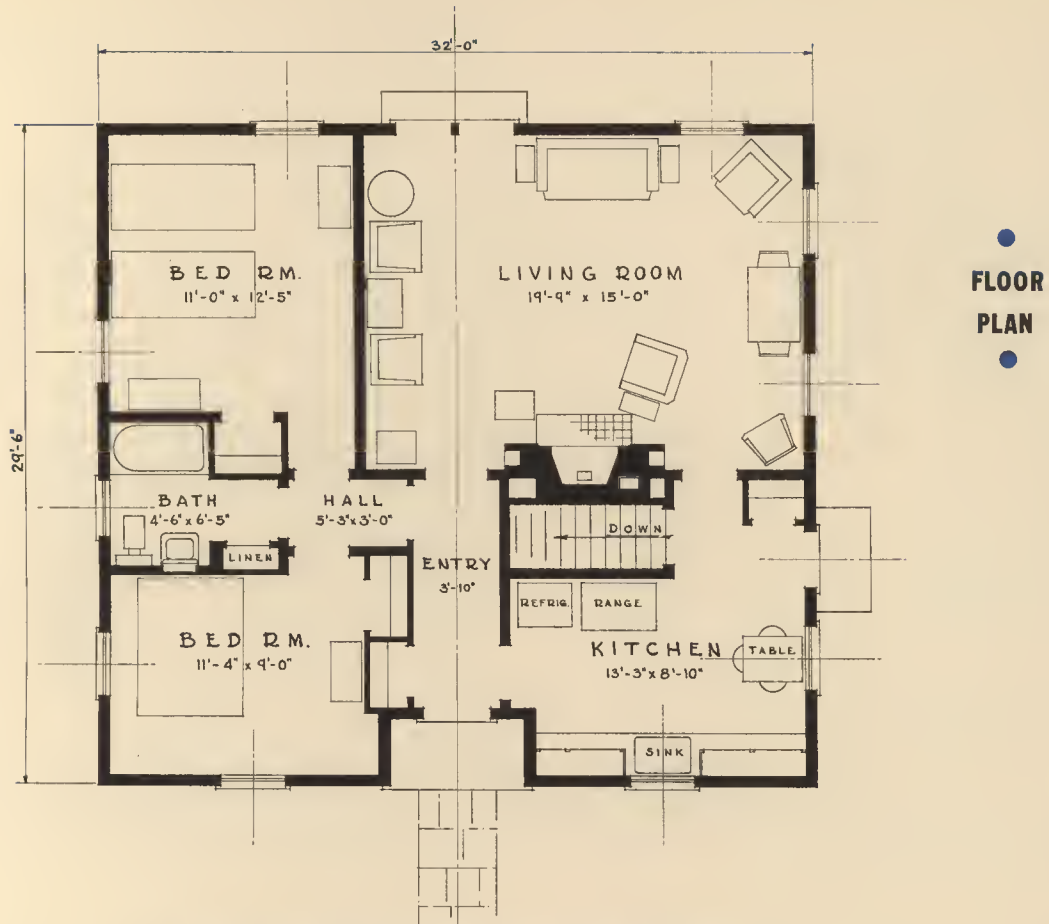 32'-0"
29'-6"
BED RM.
11'-0" x 12'-5"
LIVING ROOM
19'-9" x 15'-0"
FLOOR
PLAN
BATH
4'-6" x 6'-5"
HALL
5'-3" x 3'-0"
LINEN
DOWN
ENTRY
3'-10"
REFRIG.
RANGE
BED RM.
11'-4" x 9'-0"
KITCHEN
13'-3" x 8'-10"
TABLE
SINK